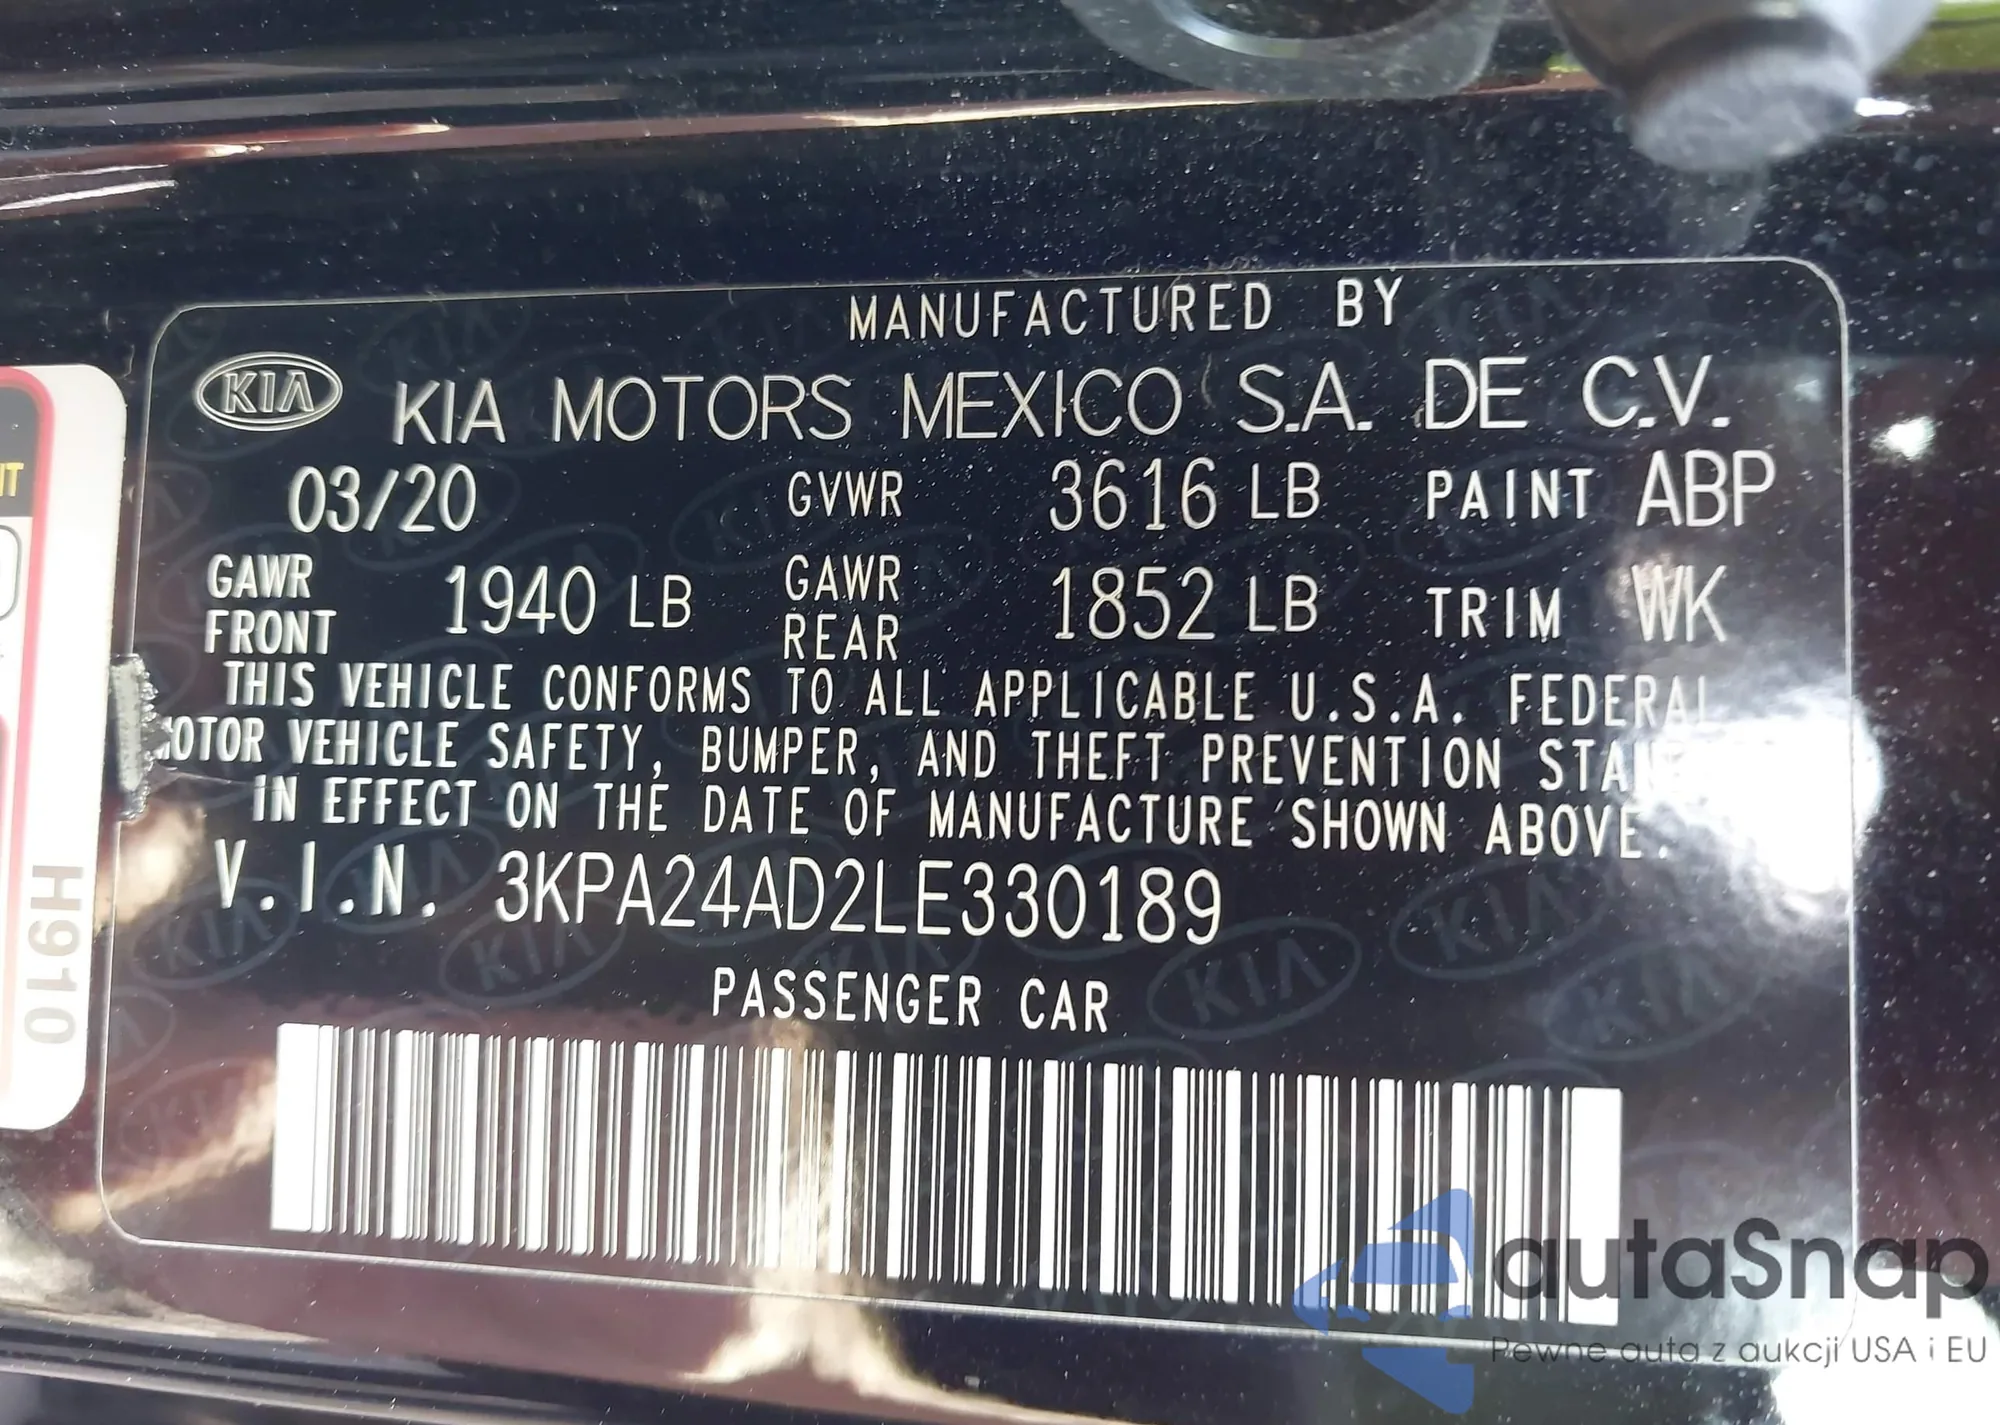 MANUFACTURED BY
KIA KIA MOTORS MEXICO S.A. DE C.V.
03/20 GVWR 3616 LB PAINT ABP
GAWR FRONT 1940 LB GAWR REAR 1852 LB TRIM WK
THIS VEHICLE CONFORMS TO ALL APPLICABLE U.S.A. FEDERAL
MOTOR VEHICLE SAFETY, BUMPER, AND THEFT PREVENTION
IN EFFECT ON THE DATE OF MANUFACTURE SHOWN ABOVE.
V.I.N. 3KPA24AD2LE330189
PASSENGER CAR
H910
autaSnap
Pewne auta z aukcji USA i EU